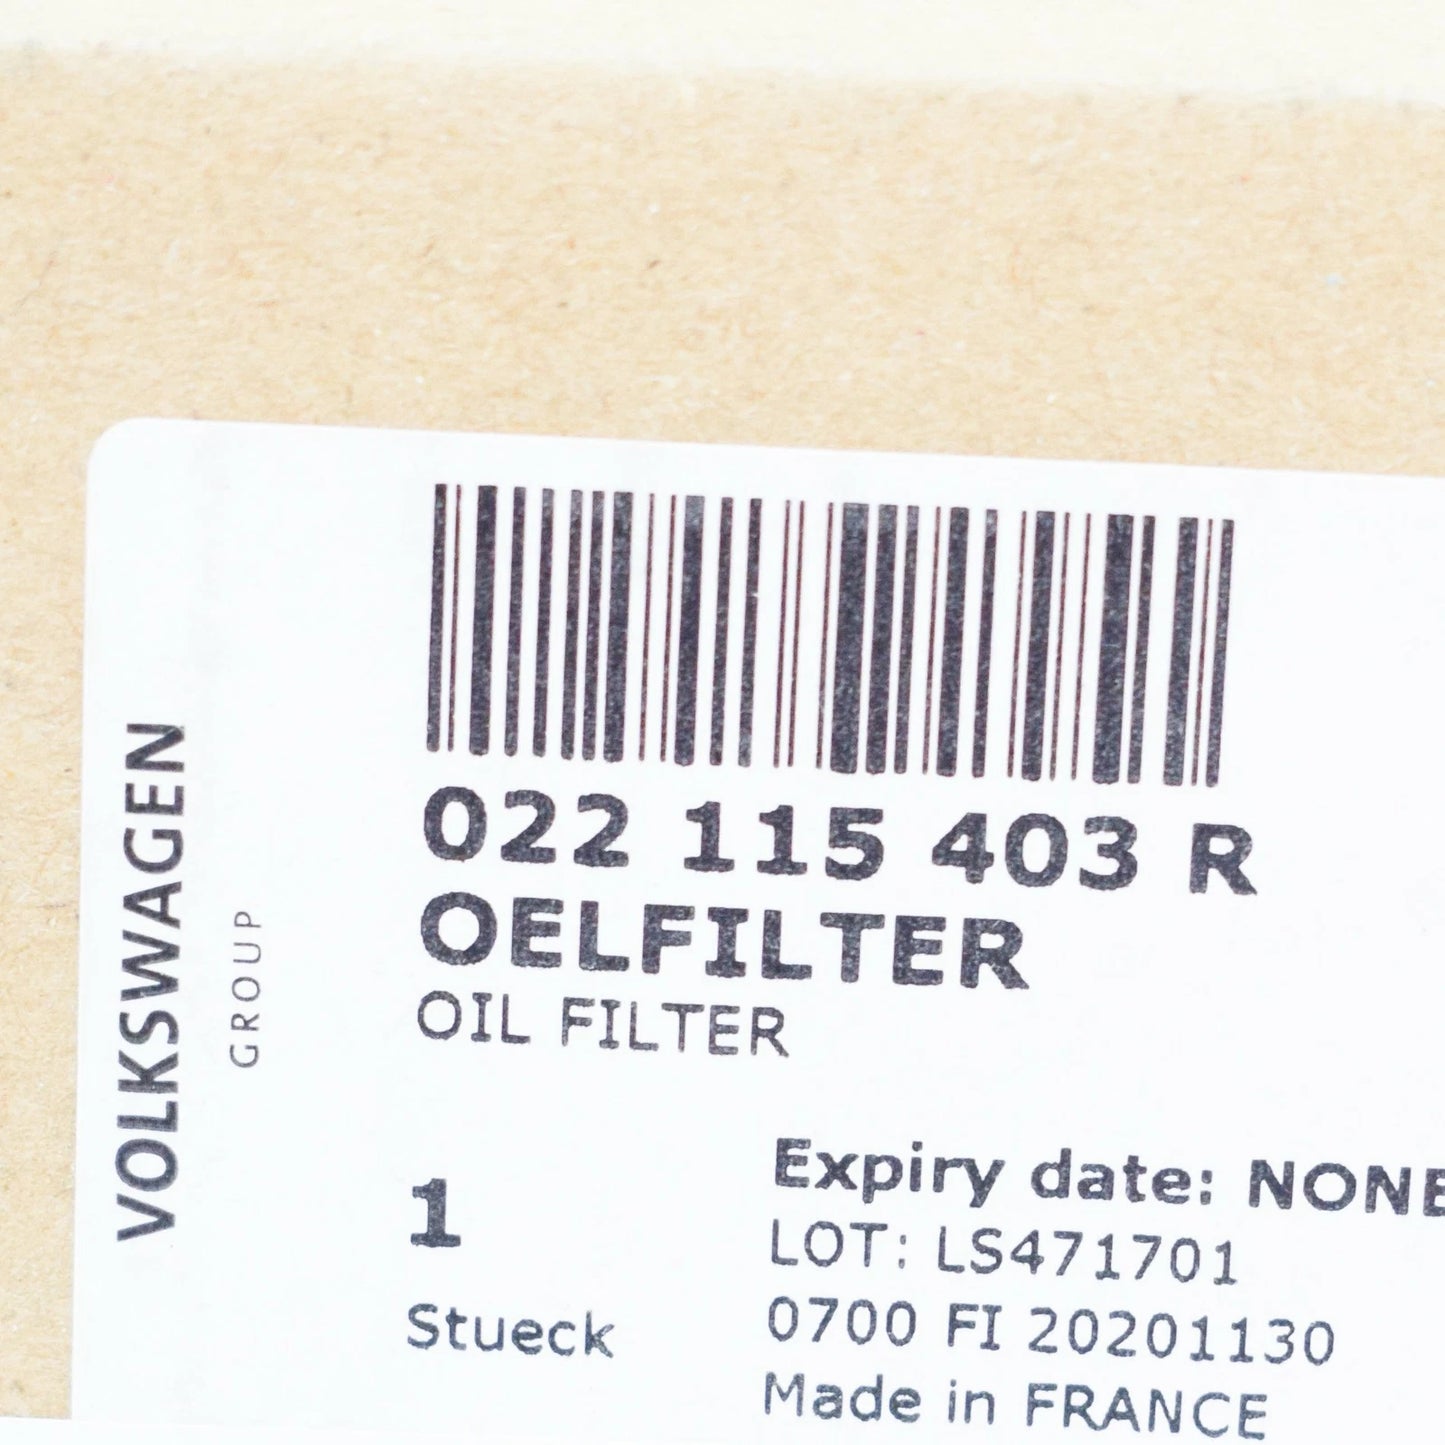 VOLKSWAGEN
GROUP
022 115 403 R
OELFILTER
OIL FILTER
1
Stueck
Expiry date: NONE
LOT: LS471701
0700 FI 20201130
Made in FRANCE